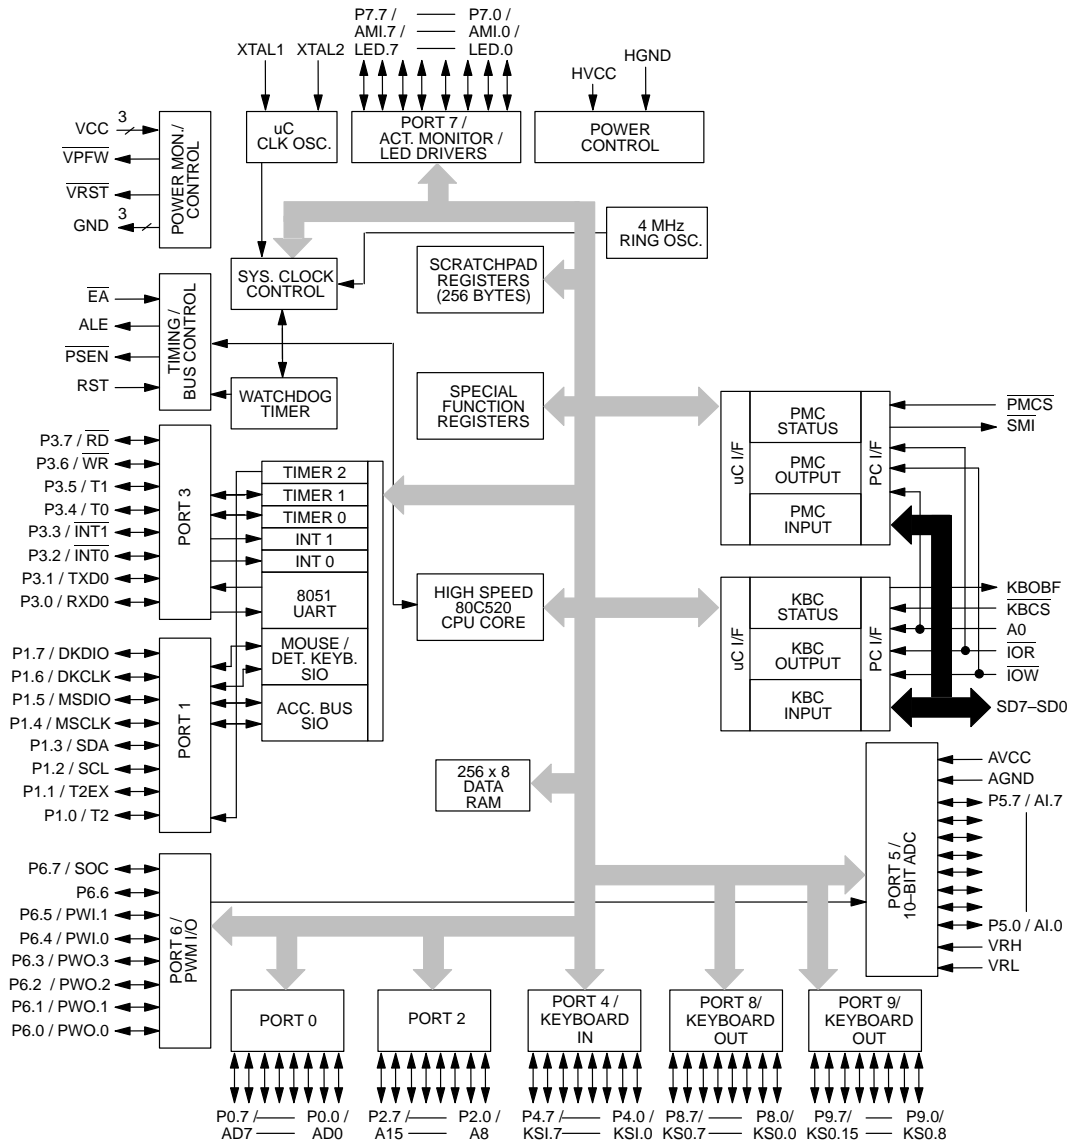 P7.7 / P7.0 /
AMI.7 / AMI.0 /
LED.7 LED.0
XTAL1 XTAL2
HGND
HVCC
uC
CLK OSC.
PORT 7 /
ACT. MONITOR /
LED DRIVERS
POWER
CONTROL
VCC 3
VPFW
VRST
GND 3
POWER MON./
CONTROL
4 MHz
RING OSC.
SYS. CLOCK
CONTROL
SCRATCHPAD
REGISTERS
(256 BYTES)
EA
ALE
PSEN
RST
TIMING /
BUS CONTROL
WATCHDOG
TIMER
SPECIAL
FUNCTION
REGISTERS
uC I/F
PMC
STATUS
PMC
OUTPUT
PMC
INPUT
PC I/F
PMCS
SMI
P3.7 / RD
P3.6 / WR
P3.5 / T1
P3.4 / T0
P3.3 / INT1
P3.2 / INT0
P3.1 / TXD0
P3.0 / RXD0
PORT 3
TIMER 2
TIMER 1
TIMER 0
INT 1
INT 0
8051
UART
MOUSE /
DET. KEYB.
SIO
ACC. BUS
SIO
HIGH SPEED
80C520
CPU CORE
uC I/F
KBC
STATUS
KBC
OUTPUT
KBC
INPUT
PC I/F
KBOBF
KBCS
A0
IOR
IOW
SD7–SD0
P1.7 / DKDIO
P1.6 / DKCLK
P1.5 / MSDIO
P1.4 / MSCLK
P1.3 / SDA
P1.2 / SCL
P1.1 / T2EX
P1.0 / T2
PORT 1
256 x 8
DATA
RAM
PORT 5 /
10–BIT ADC
AVCC
AGND
P5.7 / AI.7
P5.0 / AI.0
VRH
VRL
P6.7 / SOC
P6.6
P6.5 / PWI.1
P6.4 / PWI.0
P6.3 / PWO.3
P6.2 / PWO.2
P6.1 / PWO.1
P6.0 / PWO.0
PORT 6 /
PWM I/O
PORT 0
PORT 2
PORT 4 /
KEYBOARD
IN
PORT 8/
KEYBOARD
OUT
PORT 9/
KEYBOARD
OUT
P0.7 / P0.0 /
AD7 AD0
P2.7 / P2.0 /
A15 A8
P4.7 / P4.0 /
KSI.7 KSI.0
P8.7/ P8.0/
KS0.7 KS0.0
P9.7/ P9.0/
KS0.15 KS0.8